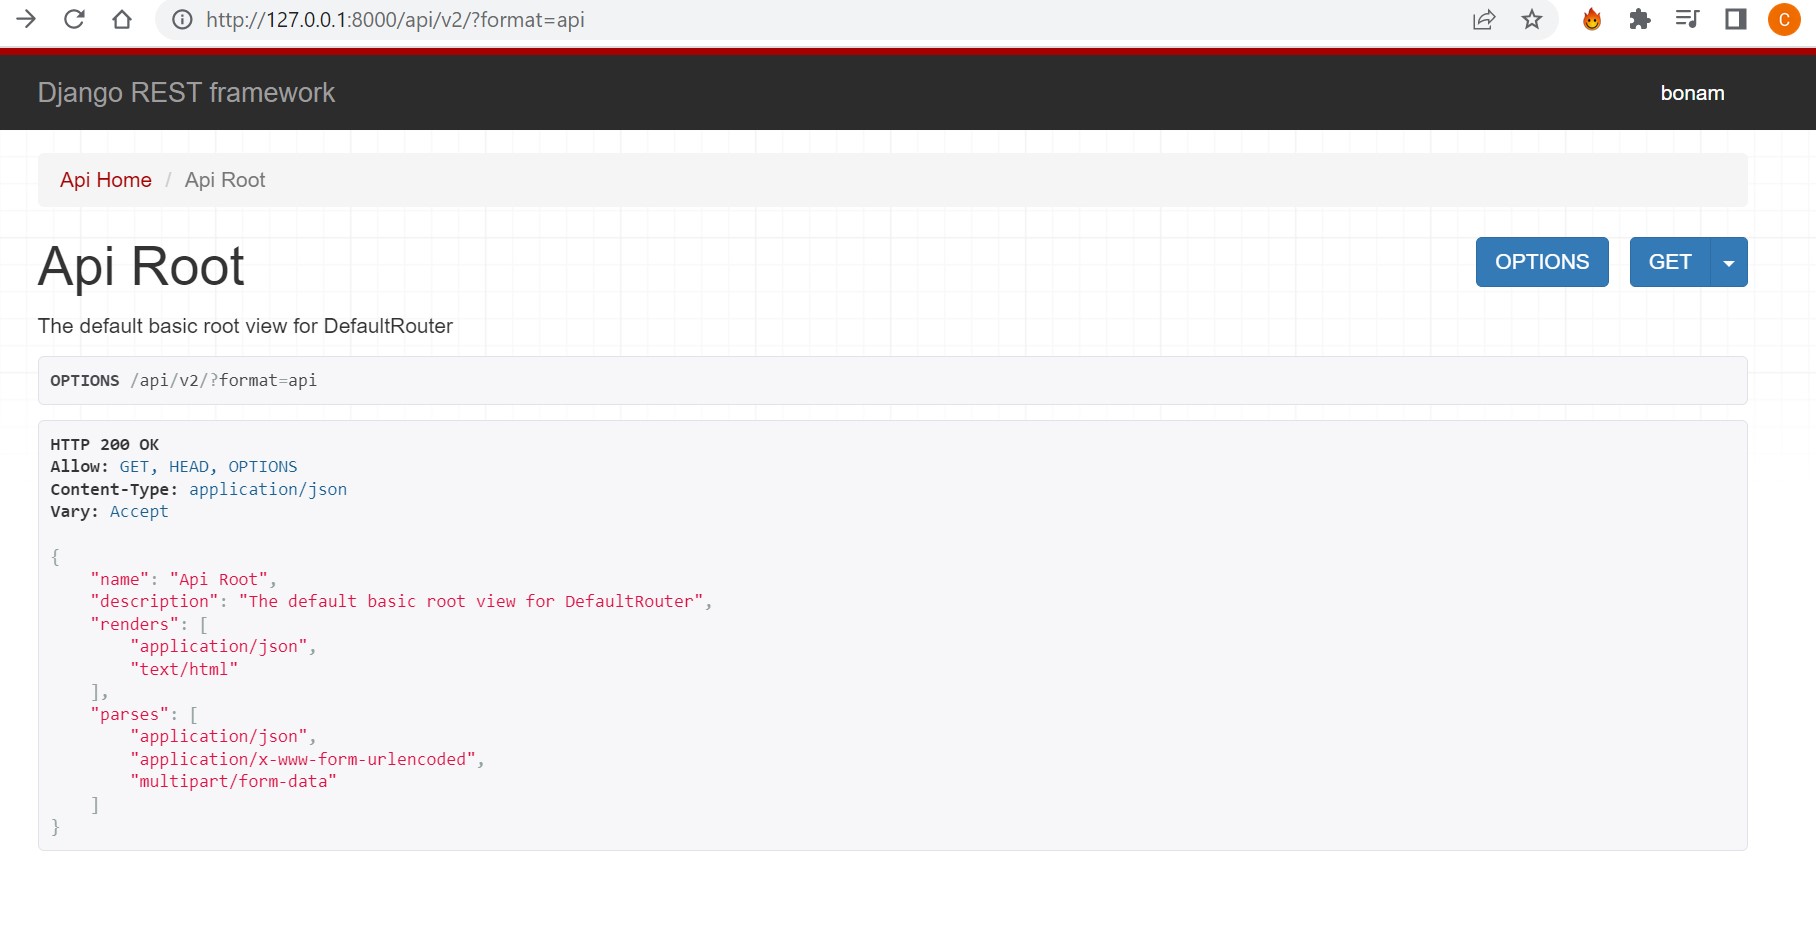 http://127.0.0.1:8000/api/v2/?format=api
C
Django REST framework
bonam
Api Home / Api Root
Api Root
OPTIONS
GET
The default basic root view for DefaultRouter
OPTIONS /api/v2/?format=api
HTTP 200 OK
Allow: GET, HEAD, OPTIONS
Content-Type: application/json
Vary: Accept
{
    "name": "Api Root",
    "description": "The default basic root view for DefaultRouter",
    "renders": [
        "application/json",
        "text/html"
    ],
    "parses": [
        "application/json",
        "application/x-www-form-urlencoded",
        "multipart/form-data"
    ]
}